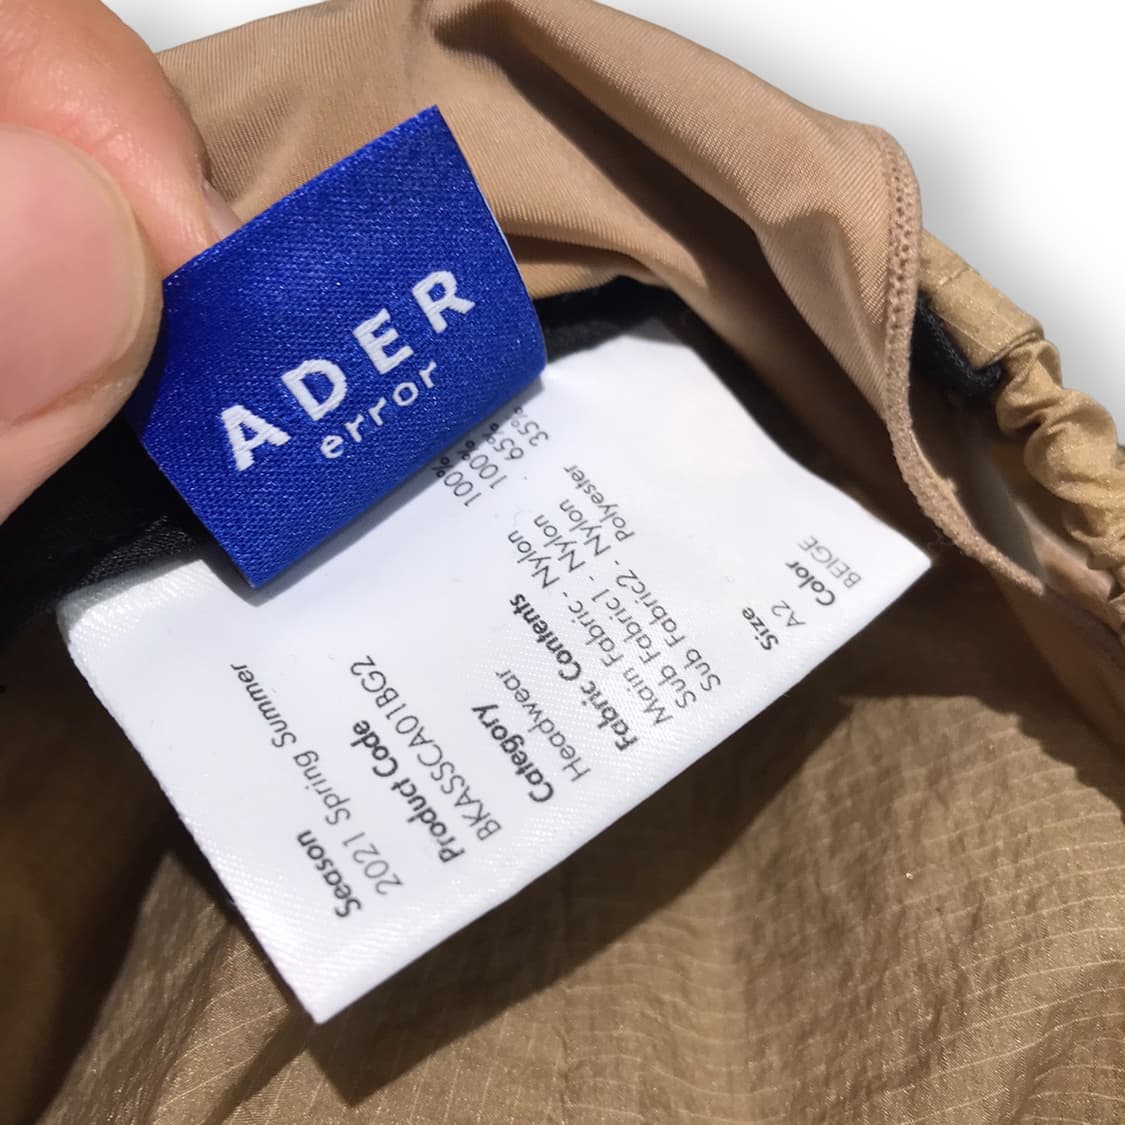 ADER
error
Season
2021 Spring Summer
Product Code
BKASSCA01BG2
Category
Headwear
Fabric Contents
Main Fabric - Nylon 100%
Sub Fabric1 - Nylon 100%
Sub Fabric2 - Nylon 65%
Polyester 35%
Size
A2
Color
BEIGE